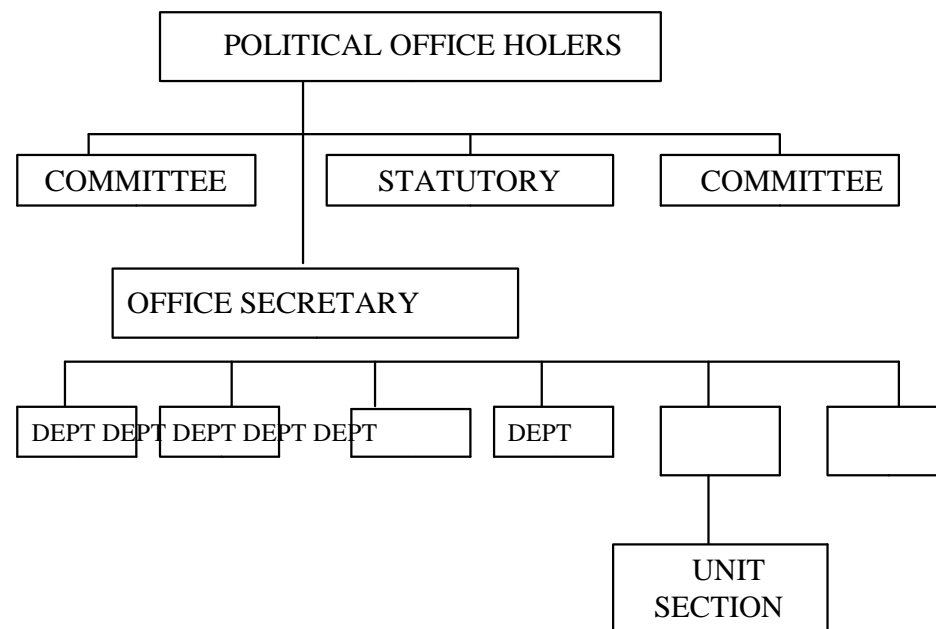 POLITICAL OFFICE HOLERS
COMMITTEE STATUTORY COMMITTEE
OFFICE SECRETARY
DEPT DEPT DEPT DEPT DEPT DEPT
UNIT
SECTION